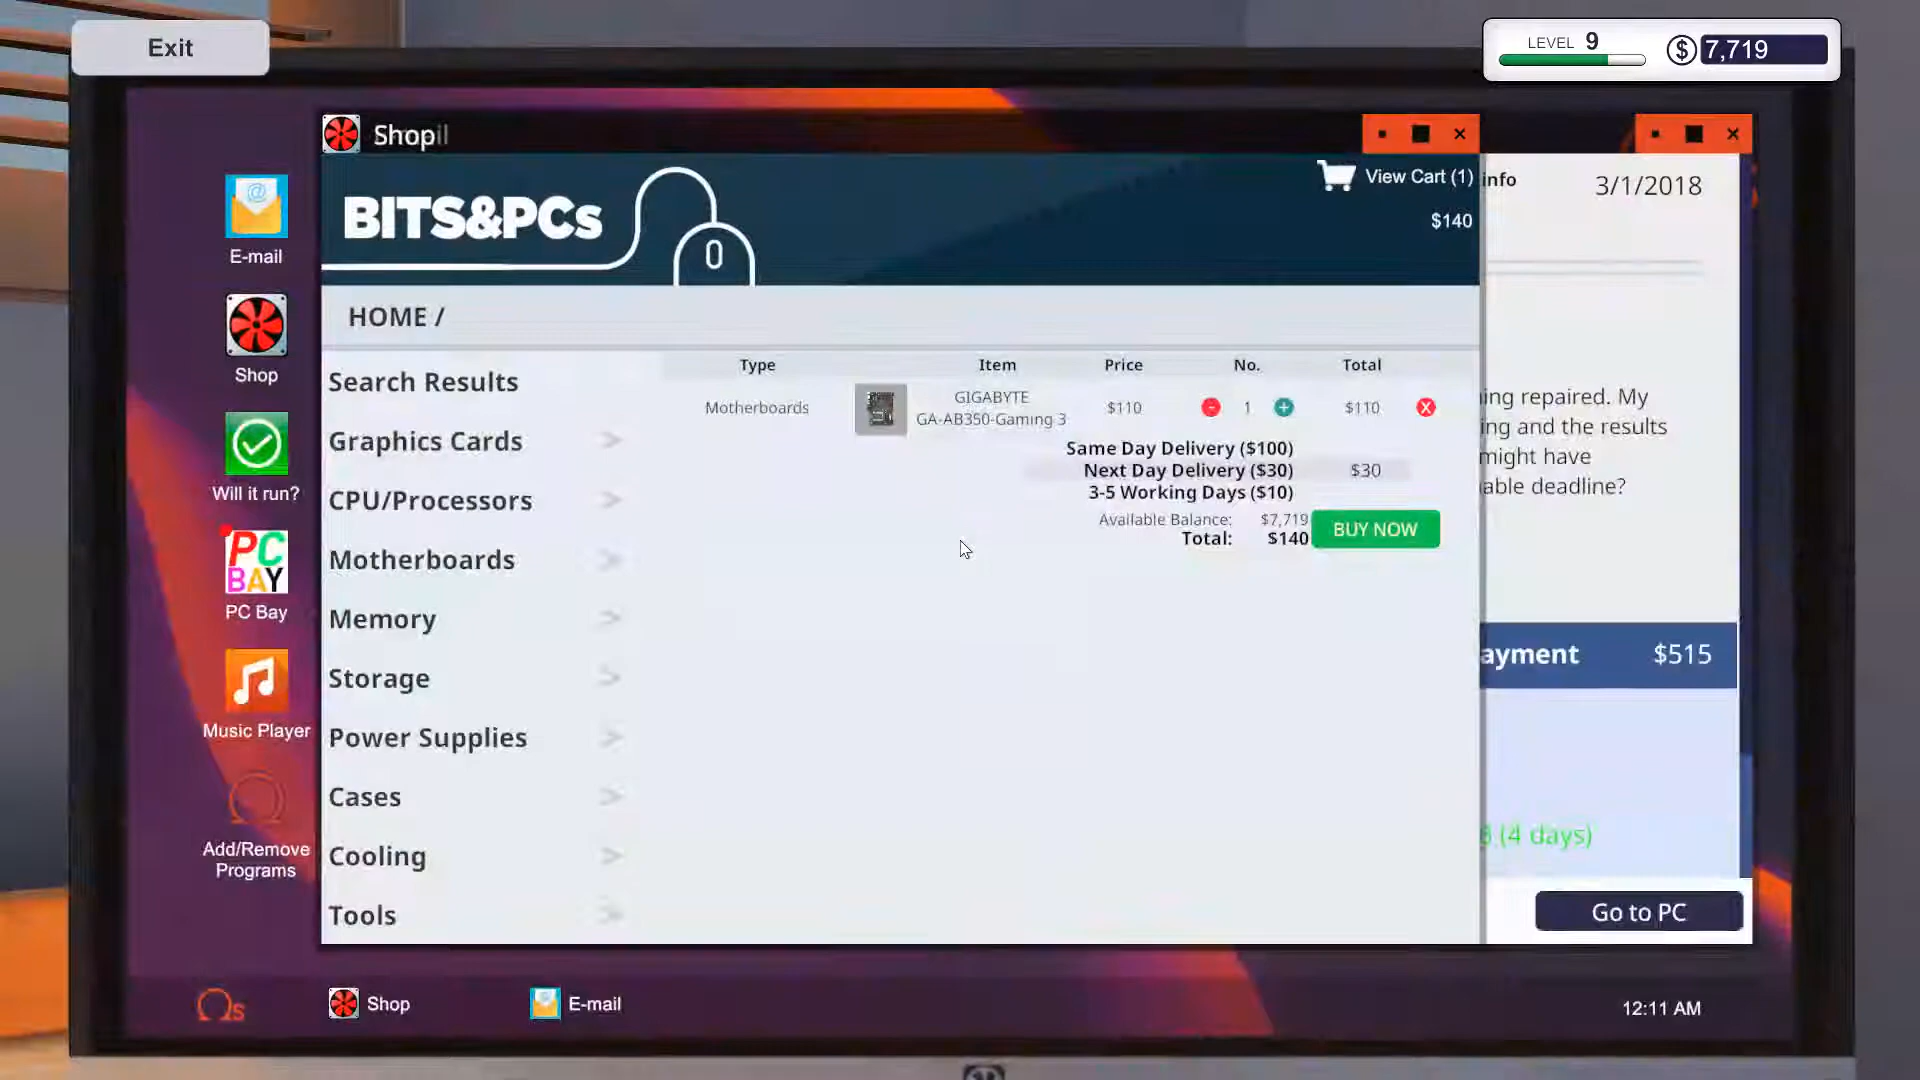 Exit
LEVEL 9
$ 7,719
Shop
View Cart (1)
$140
BITS&PCs
info
3/1/2018
E-mail
Shop
Will it run?
PC
BAY
PC Bay
Music Player
Add/Remove
Programs
HOME /
Search Results
Graphics Cards >
CPU/Processors >
Motherboards >
Memory >
Storage >
Power Supplies >
Cases >
Cooling >
Tools >
Type Item Price No. Total
Motherboards GIGABYTE
GA-AB350-Gaming 3 $110 - 1 + $110 X
Same Day Delivery ($100)
Next Day Delivery ($30) $30
3-5 Working Days ($10)
Available Balance: $7,719
Total: $140
BUY NOW
ing repaired. My
ing and the results
might have
able deadline?
ayment $515
(4 days)
Go to PC
Shop
E-mail
12:11 AM